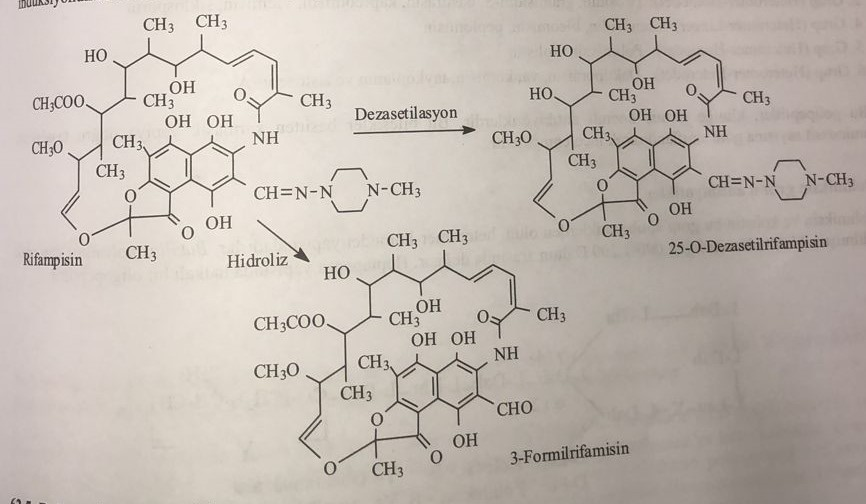 CH3 CH3
HO
OH
CH3COO CH3 O CH3
OH OH
CH3O CH3 NH
CH3
CH=N-N N-CH3
O
O OH
O
CH3
Rifampisin
Dezasetilasyon
Hidroliz
CH3 CH3
HO
OH
HO CH3 O CH3
OH OH
CH3O CH3 NH
CH3
CH=N-N N-CH3
O
O OH
O
CH3
25-O-Dezasetilrifampisin
CH3 CH3
HO
OH
CH3COO CH3 O CH3
OH OH
CH3O CH3 NH
CH3
CHO
O
OH
O CH3 O
3-Formilrifamisin